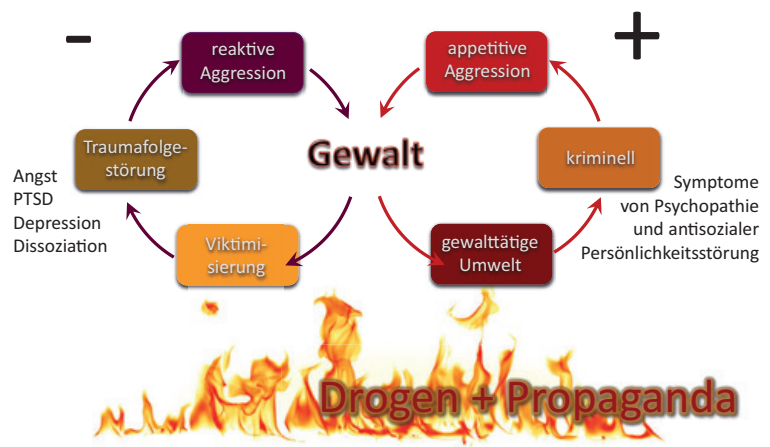 –
+
reaktive
Aggression
appetitive
Aggression
Gewalt
Traumafolge-
störung
kriminell
Angst
PTSD
Depression
Dissoziation
Symptome
von Psychopathie
und antisozialer
Persönlichkeitsstörung
Viktimi-
sierung
gewalttätige
Umwelt
Drogen + Propaganda